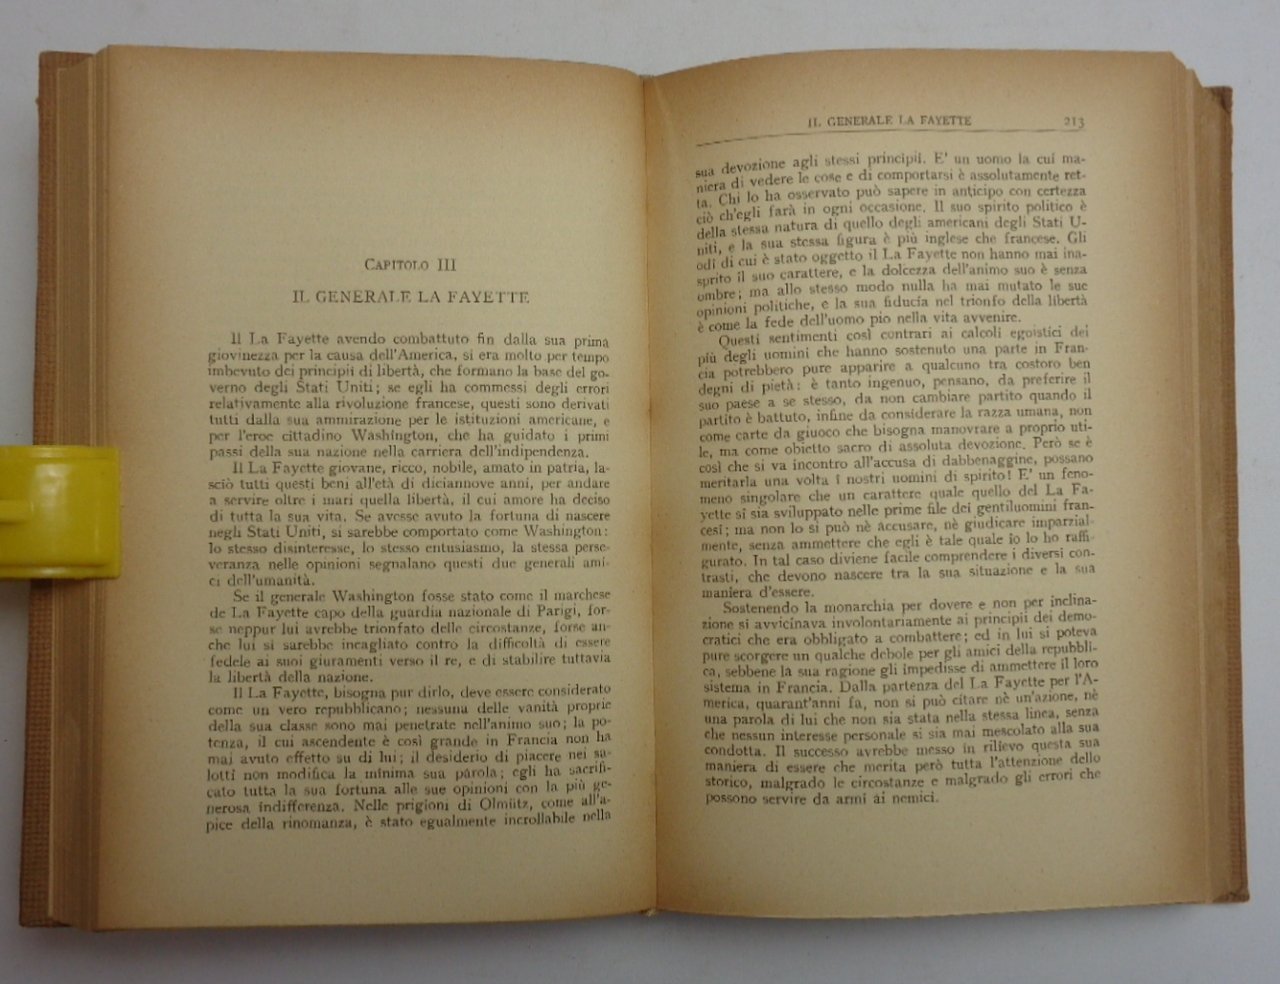 CAPITOLO III
IL GENERALE LA FAYETTE
Il La Fayette avendo combattuto fin dalla sua prima
giovinezza per la causa dell'America, si era molto per tempo
imbevuto dei principii di libertà, che formano la base del go-
verno degli Stati Uniti; se egli ha commessi degli errori
relativamente alla rivoluzione francese, questi sono derivati
tutti dalla sua ammirazione per le istituzioni americane, e
per l'eroe cittadino Washington, che ha guidato i primi
passi della sua nazione nella carriera dell'indipendenza.
Il La Fayette giovane, ricco, nobile, amato in patria, la-
sciò tutti questi beni all'età di diciannove anni, per andare
a servire oltre i mari quella libertà, il cui amore ha deciso
di tutta la sua vita. Se avesse avuto la fortuna di nascere
negli Stati Uniti, si sarebbe comportato come Washington:
lo stesso disinteresse, lo stesso entusiasmo, la stessa perse-
veranza nelle opinioni segnalano questi due generali ami-
ci dell'umanità.
Se il generale Washington fosse stato come il marchese
de La Fayette capo della guardia nazionale di Parigi, for-
se neppur lui avrebbe trionfato delle circostanze, forse an-
che lui si sarebbe incagliato contro la difficoltà di essere
fedele ai suoi giuramenti verso il re, e di stabilire tuttavia
la libertà della nazione.
Il La Fayette, bisogna pur dirlo, deve essere considerato
come un vero repubblicano; nessuna delle vanità proprie
della sua classe sono mai penetrate nell'animo suo; la po-
tenza, il cui ascendente è così grande in Francia non ha
mai avuto effetto su di lui; il desiderio di piacere nei sa-
lotti non modifica la minima sua parola; egli ha sacrifi-
cato tutta la sua fortuna alle sue opinioni con la più ge-
nerosa indifferenza. Nelle prigioni di Olmütz, come all'a-
pice della rinomanza, è stato egualmente incrollabile nella
IL GENERALE LA FAYETTE 213
sua devozione agli stessi principii. E' un uomo la cui ma-
niera di vedere le cose e di comportarsi è assolutamente ret-
ta. Chi lo ha osservato può sapere in anticipo con certezza
ciò ch'egli farà in ogni occasione. Il suo spirito politico è
della stessa natura di quello degli americani degli Stati U-
niti, e la sua stessa figura è più inglese che francese. Gli
odî di cui è stato oggetto il La Fayette non hanno mai ina-
sprito il suo carattere, e la dolcezza dell'animo suo è senza
ombre; ma allo stesso modo nulla ha mai mutato le sue
opinioni politiche, e la sua fiducia nel trionfo della libertà
è come la fede dell'uomo pio nella vita avvenire.
Questi sentimenti così contrari ai calcoli egoistici dei
più degli uomini che hanno sostenuto una parte in Fran-
cia potrebbero pure apparire a qualcuno tra costoro ben
degni di pietà: è tanto ingenuo, pensano, da preferire il
suo paese a se stesso, da non cambiare partito quando il
partito è battuto, infine da considerare la razza umana, non
come carte da giuoco che bisogna manovrare a proprio uti-
le, ma come obietto sacro di assoluta devozione. Però se è
così che si va incontro all'accusa di dabbenaggine, possano
meritarla una volta i nostri uomini di spirito! E' un feno-
meno singolare che un carattere quale quello del La Fa-
yette si sia sviluppato nelle prime file dei gentiluomini fran-
cesi; ma non lo si può nè accusare, nè giudicare imparzial-
mente, senza ammettere che egli è tale quale io lo ho raffi-
gurato. In tal caso diviene facile comprendere i diversi con-
trasti, che devono nascere tra la sua situazione e la sua
maniera d'essere.
Sostenendo la monarchia per dovere e non per inclina-
zione si avvicinava involontariamente ai principii dei demo-
cratici che era obbligato a combattere; ed in lui si poteva
pure scorgere un qualche debole per gli amici della repubbli-
ca, sebbene la sua ragione gli impedisse di ammettere il loro
sistema in Francia. Dalla partenza del La Fayette per l'A-
merica, quarant'anni fa, non si può citare nè un'azione, nè
una parola di lui che non sia stata nella stessa linea, senza
che nessun interesse personale si sia mai mescolato alla sua
condotta. Il successo avrebbe messo in rilievo questa sua
maniera di essere che merita però tutta l'attenzione dello
storico, malgrado le circostanze e malgrado gli errori che
possono servire da armi ai nemici.